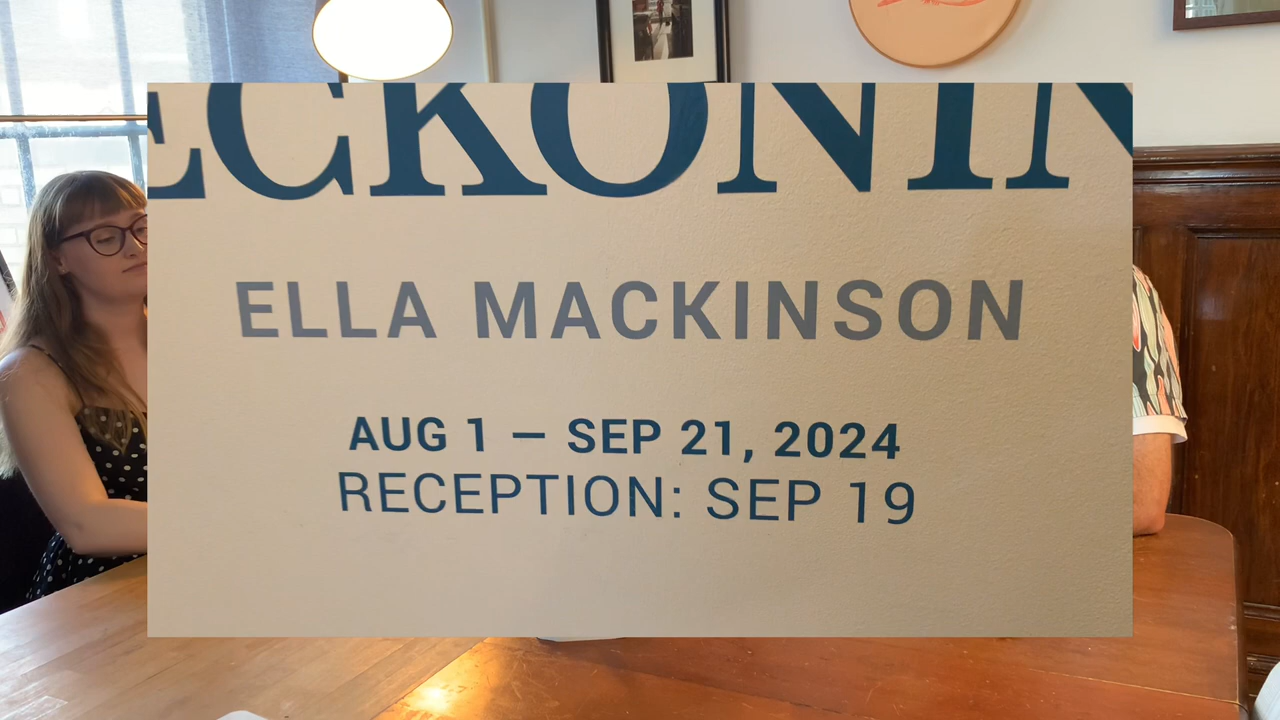 ECKONIN
ELLA MACKINSON
AUG 1 — SEP 21, 2024
RECEPTION: SEP 19